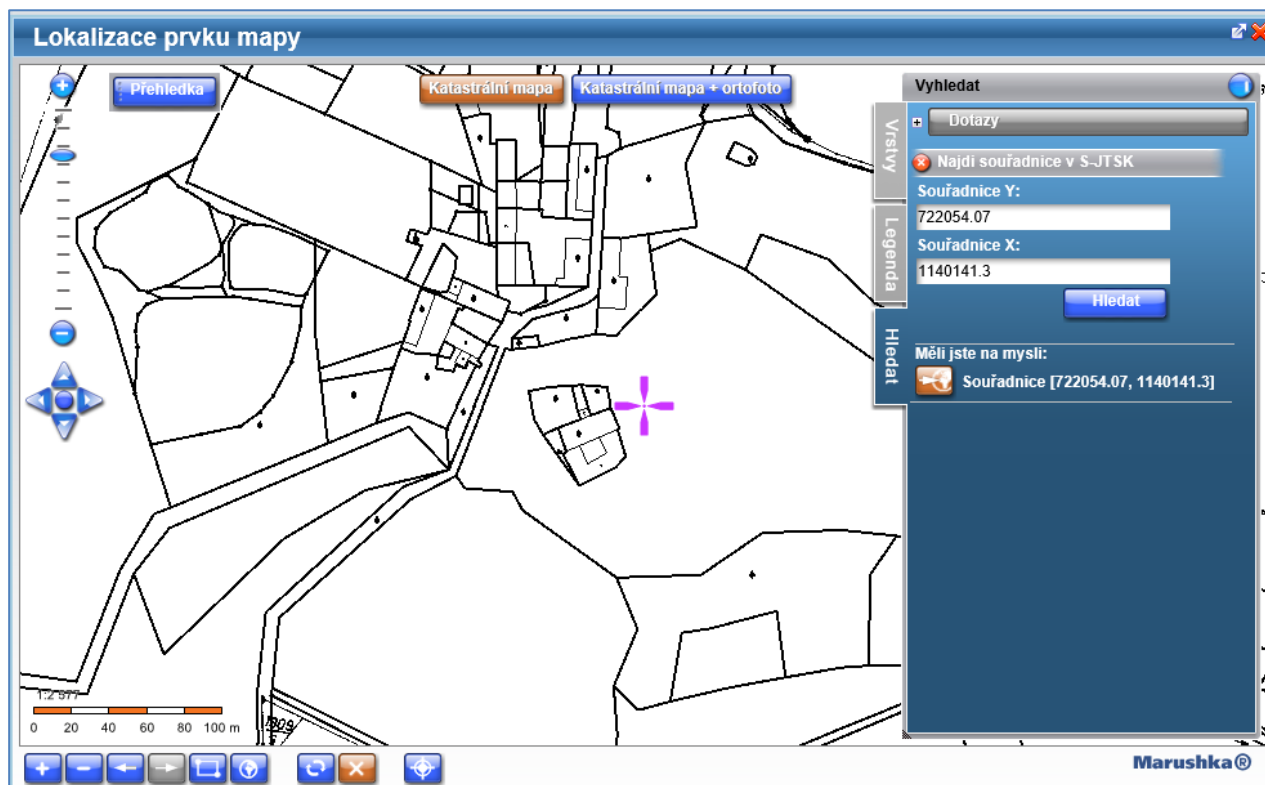 Lokalizace prvku mapy
Přehledka
Katastrální mapa
Katastrální mapa + ortofoto
Vyhledat
Vrstvy
Legenda
Hledat
Dotazy
Najdi souřadnice v S-JTSK
Souřadnice Y:
722054.07
Souřadnice X:
1140141.3
Hledat
Měli jste na mysli:
Souřadnice [722054.07, 1140141.3]
1:2 577
0 20 40 60 80 100 m
1809
Marushka®